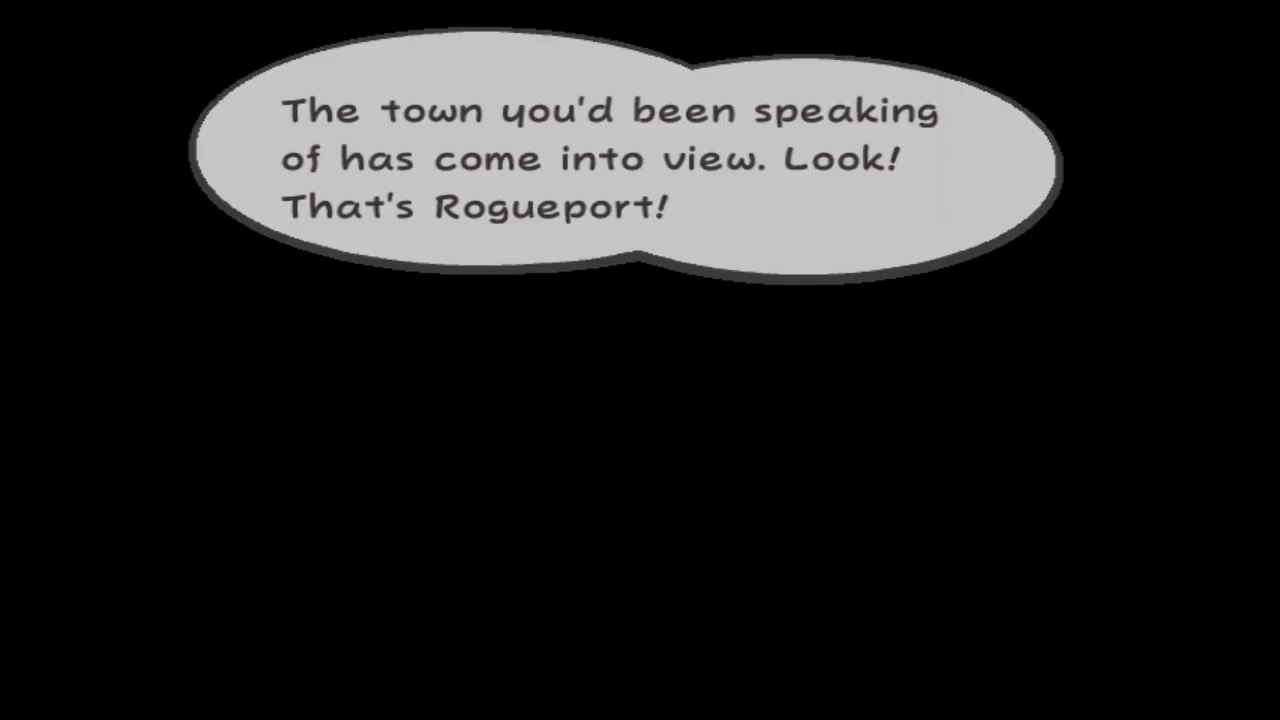 The town you'd been speaking
of has come into view. Look!
That's Rogueport!